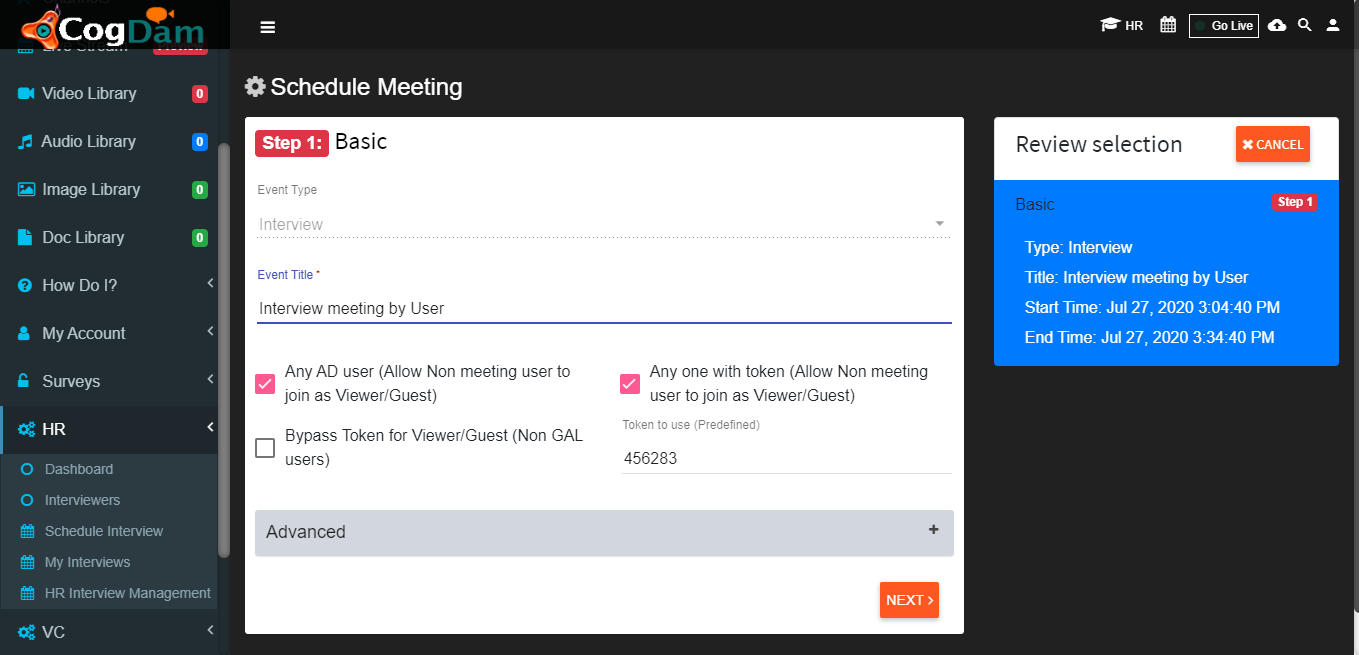 CogDam
HR
Go Live
Live Stream
Video Library 0
Audio Library 0
Image Library 0
Doc Library 0
How Do I?
My Account
Surveys
HR
Dashboard
Interviewers
Schedule Interview
My Interviews
HR Interview Management
VC
Schedule Meeting
Step 1: Basic
Event Type
Interview
Event Title *
Interview meeting by User
Any AD user (Allow Non meeting user to
join as Viewer/Guest)
Any one with token (Allow Non meeting
user to join as Viewer/Guest)
Bypass Token for Viewer/Guest (Non GAL
users)
Token to use (Predefined)
456283
Advanced +
NEXT
Review selection
CANCEL
Basic
Step 1
Type: Interview
Title: Interview meeting by User
Start Time: Jul 27, 2020 3:04:40 PM
End Time: Jul 27, 2020 3:34:40 PM